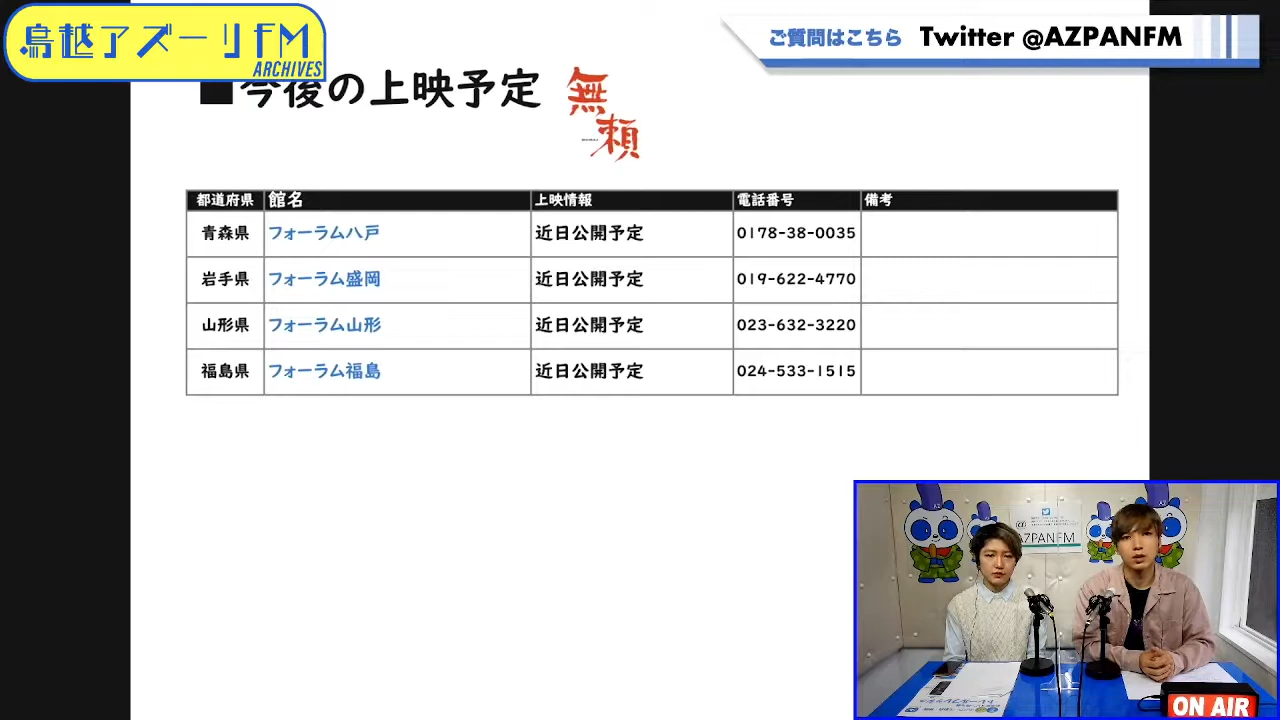 鳥越アズーリFM
ARCHIVES
ご質問はこちら Twitter @AZPANFM
■今後の上映予定 無頼
都道府県 館名 上映情報 電話番号 備考
青森県 フォーラム八戸 近日公開予定 0178-38-0035
岩手県 フォーラム盛岡 近日公開予定 019-622-4770
山形県 フォーラム山形 近日公開予定 023-632-3220
福島県 フォーラム福島 近日公開予定 024-533-1515
@
AZPANFM
ON AIR